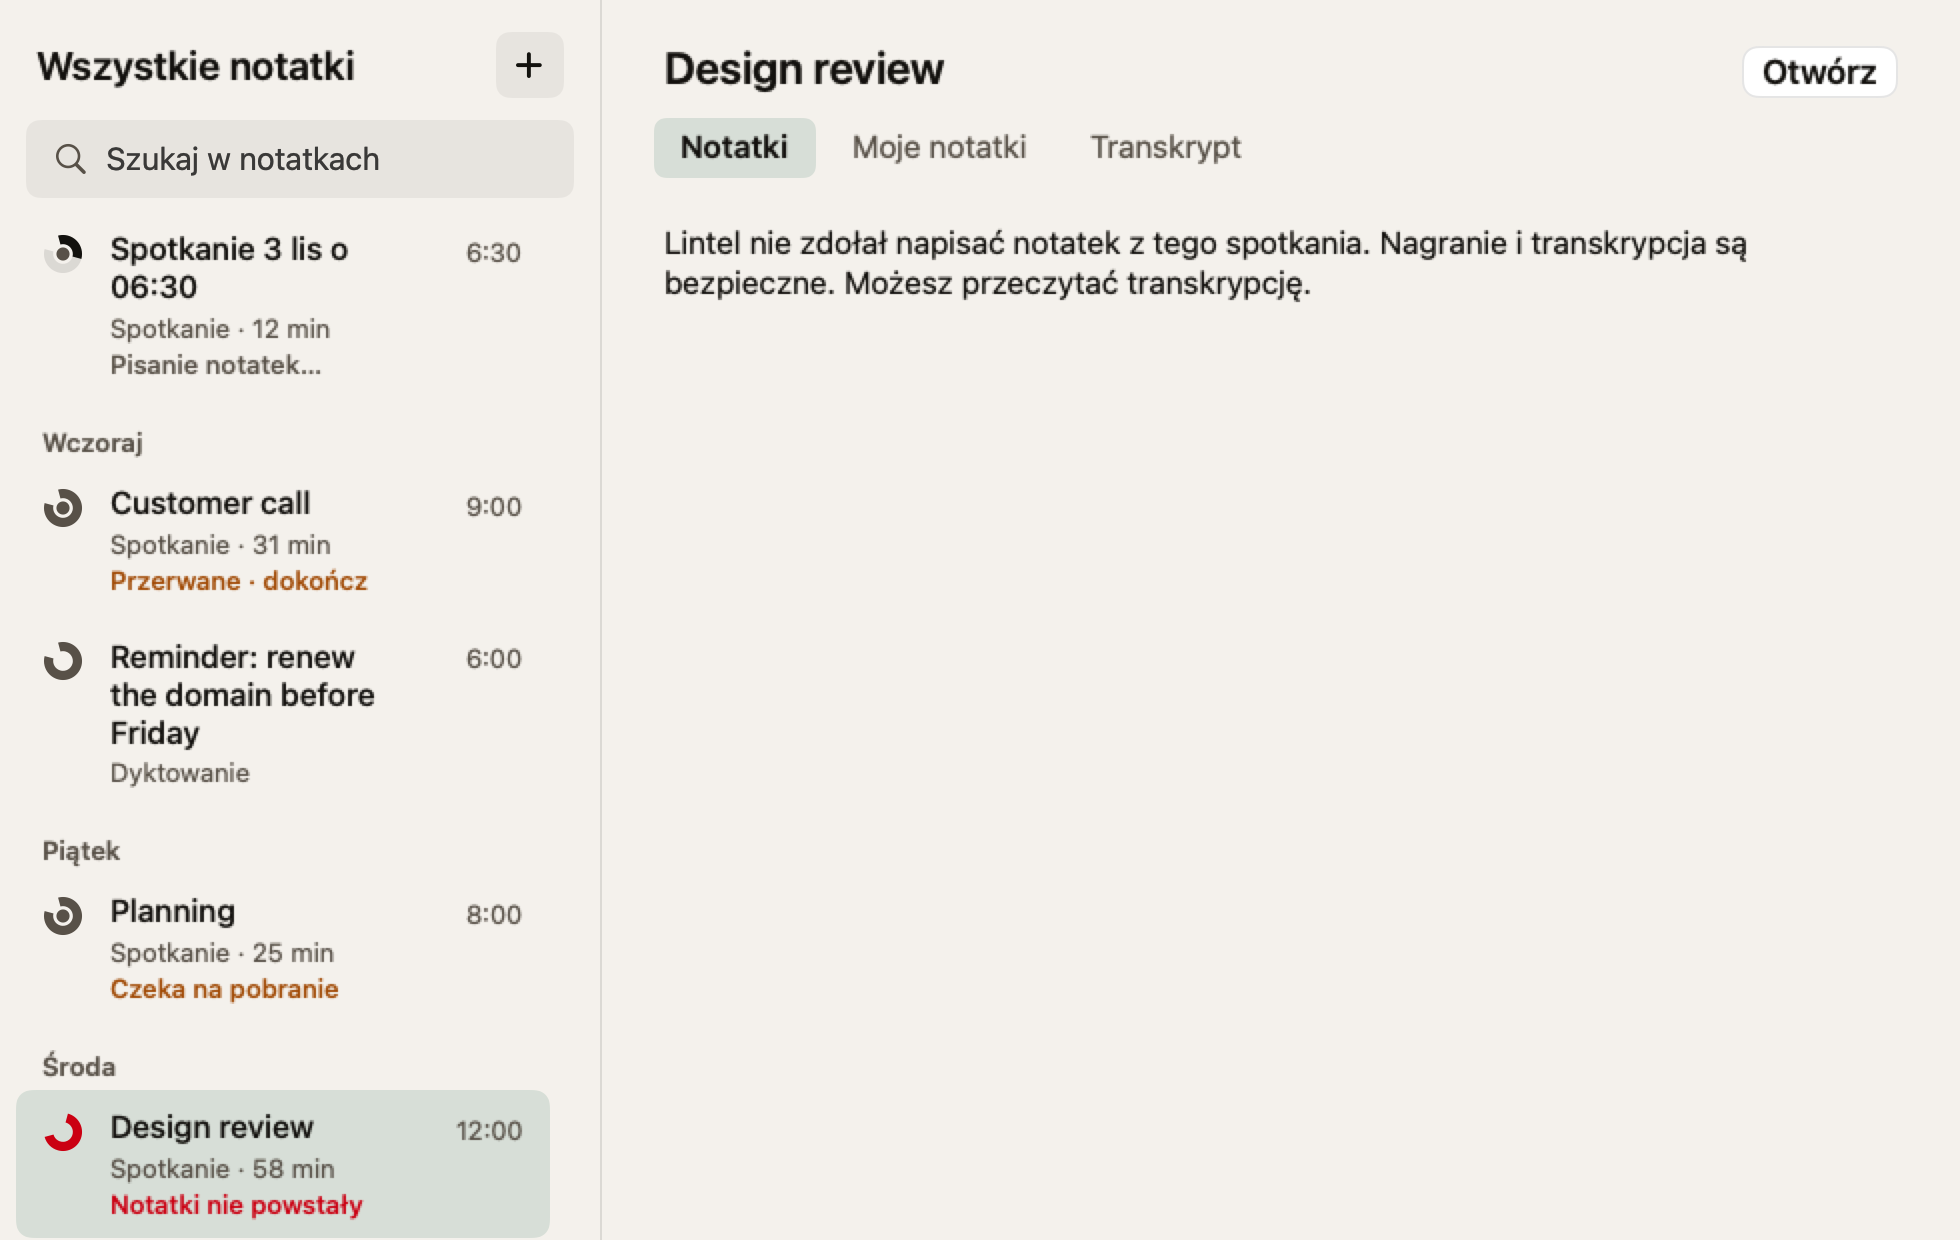 Wszystkie notatki
+
Szukaj w notatkach
Spotkanie 3 lis o
06:30
6:30
Spotkanie · 12 min
Pisanie notatek...
Wczoraj
Customer call
9:00
Spotkanie · 31 min
Przerwane · dokończ
Reminder: renew
the domain before
Friday
6:00
Dyktowanie
Piątek
Planning
8:00
Spotkanie · 25 min
Czeka na pobranie
Środa
Design review
12:00
Spotkanie · 58 min
Notatki nie powstały
Design review
Otwórz
Notatki
Moje notatki
Transkrypt
Lintel nie zdołał napisać notatek z tego spotkania. Nagranie i transkrypcja są
bezpieczne. Możesz przeczytać transkrypcję.